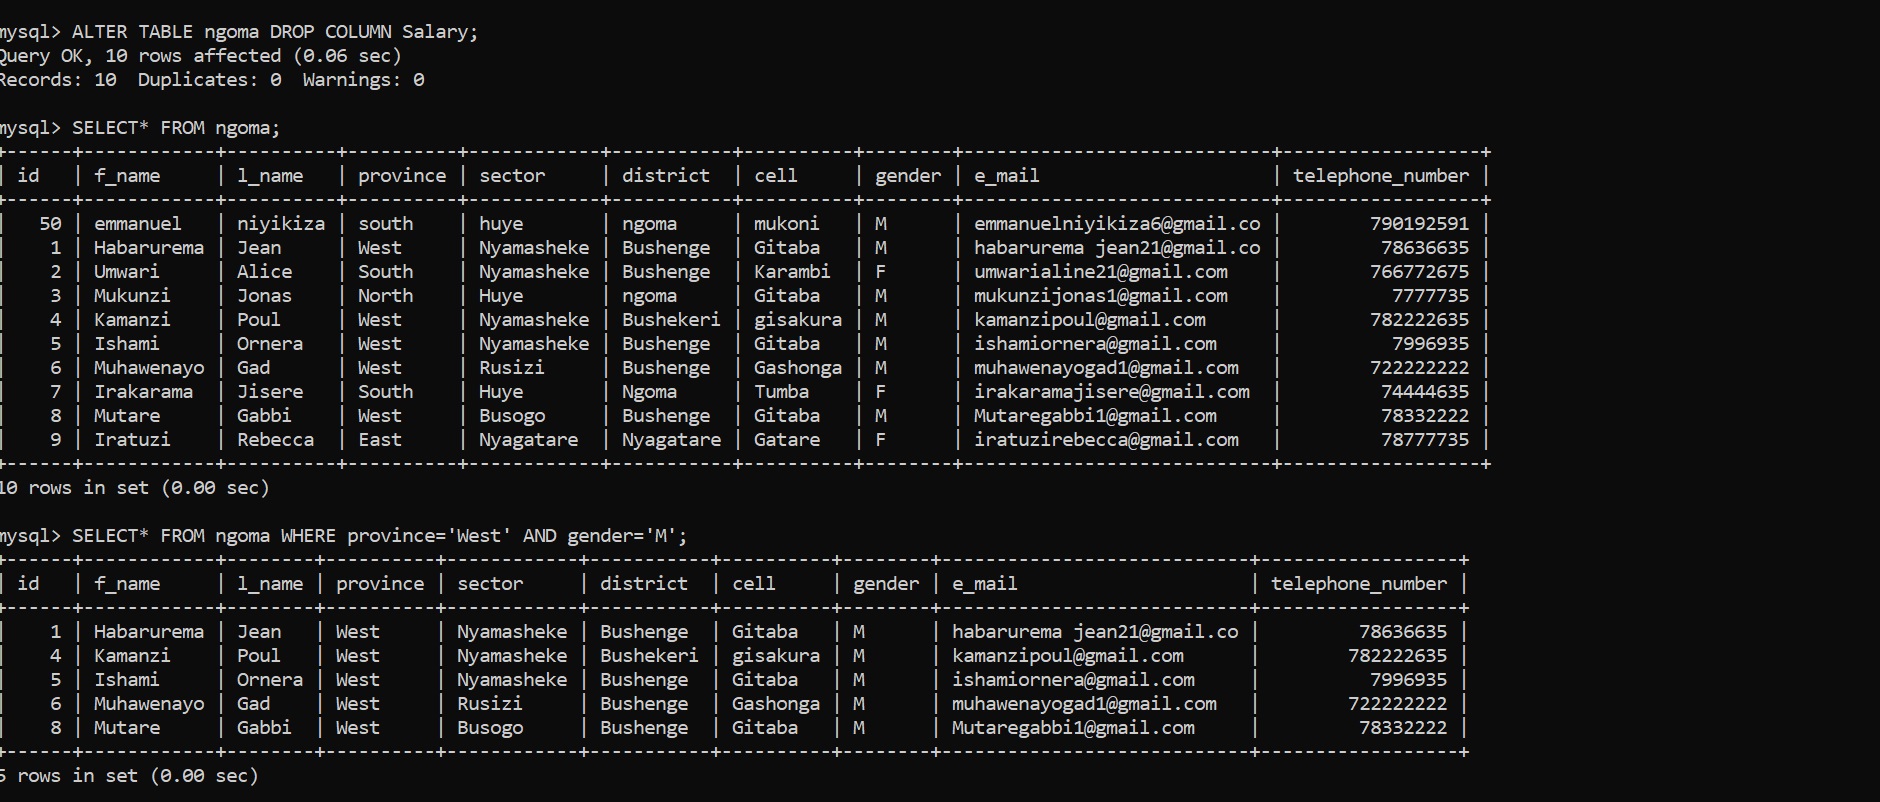 mysql> ALTER TABLE ngoma DROP COLUMN Salary;
Query OK, 10 rows affected (0.06 sec)
Records: 10  Duplicates: 0  Warnings: 0

mysql> SELECT* FROM ngoma;
+------+------------+----------+----------+------------+-----------+----------+--------+----------------------------+------------------+
| id   | f_name     | l_name   | province | sector     | district  | cell     | gender | e_mail                     | telephone_number |
+------+------------+----------+----------+------------+-----------+----------+--------+----------------------------+------------------+
|   50 | emmanuel   | niyikiza | south    | huye       | ngoma     | mukoni   | M      | emmanuelniyikiza6@gmail.co |        790192591 |
|    1 | Habarurema | Jean     | West     | Nyamasheke | Bushenge  | Gitaba   | M      | habarurema jean21@gmail.co |         78636635 |
|    2 | Umwari     | Alice    | South    | Nyamasheke | Bushenge  | Karambi  | F      | umwarialine21@gmail.com    |        766772675 |
|    3 | Mukunzi    | Jonas    | North    | Huye       | ngoma     | Gitaba   | M      | mukunzijonas1@gmail.com    |          7777735 |
|    4 | Kamanzi    | Poul     | West     | Nyamasheke | Bushekeri | gisakura | M      | kamanzipoul@gmail.com      |        782222635 |
|    5 | Ishami     | Ornera   | West     | Nyamasheke | Bushenge  | Gitaba   | M      | ishamiornera@gmail.com     |          7996935 |
|    6 | Muhawenayo | Gad      | West     | Rusizi     | Bushenge  | Gashonga | M      | muhawenayogad1@gmail.com   |        722222222 |
|    7 | Irakarama  | Jisere   | South    | Huye       | Ngoma     | Tumba    | F      | irakaramajisere@gmail.com  |         74444635 |
|    8 | Mutare     | Gabbi    | West     | Busogo     | Bushenge  | Gitaba   | M      | Mutaregabbi1@gmail.com     |         78332222 |
|    9 | Iratuzi    | Rebecca  | East     | Nyagatare  | Nyagatare | Gatare   | F      | iratuzirebecca@gmail.com   |         78777735 |
+------+------------+----------+----------+------------+-----------+----------+--------+----------------------------+------------------+
10 rows in set (0.00 sec)

mysql> SELECT* FROM ngoma WHERE province='West' AND gender='M';
+------+------------+--------+----------+------------+-----------+----------+--------+----------------------------+------------------+
| id   | f_name     | l_name | province | sector     | district  | cell     | gender | e_mail                     | telephone_number |
+------+------------+--------+----------+------------+-----------+----------+--------+----------------------------+------------------+
|    1 | Habarurema | Jean   | West     | Nyamasheke | Bushenge  | Gitaba   | M      | habarurema jean21@gmail.co |         78636635 |
|    4 | Kamanzi    | Poul   | West     | Nyamasheke | Bushekeri | gisakura | M      | kamanzipoul@gmail.com      |        782222635 |
|    5 | Ishami     | Ornera | West     | Nyamasheke | Bushenge  | Gitaba   | M      | ishamiornera@gmail.com     |          7996935 |
|    6 | Muhawenayo | Gad    | West     | Rusizi     | Bushenge  | Gashonga | M      | muhawenayogad1@gmail.com   |        722222222 |
|    8 | Mutare     | Gabbi  | West     | Busogo     | Bushenge  | Gitaba   | M      | Mutaregabbi1@gmail.com     |         78332222 |
+------+------------+--------+----------+------------+-----------+----------+--------+----------------------------+------------------+
5 rows in set (0.00 sec)